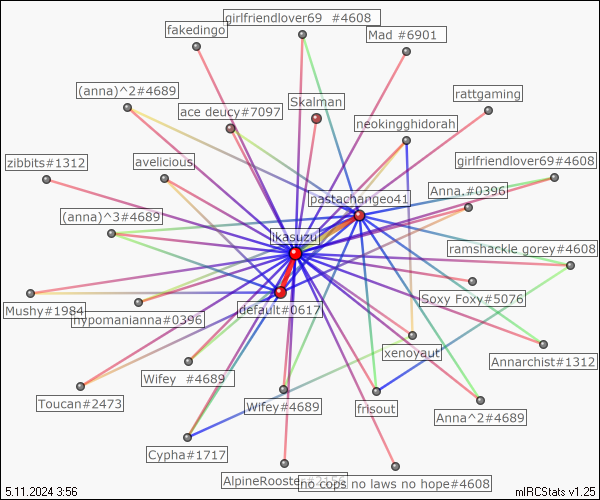 girlfriendlover69 #4608
fakedingo
Mad #6901
(anna)^2#4689
rattgaming
ace deucy#7097
Skalman
neokingghidorah
zibbits#1312
avelicious
girlfriendlover69#4608
Anna,#0396
pastachangeo41
(anna)^3#4689
ikasuzu
ramshackle gorey#4608
Soxy Foxy#5076
Mushy#1984
default#0617
hypomanianna#0396
xenoyaut
Annarchist#1312
Wifey #4689
Toucan#2473
Wifey#4689
frisout
Anna^2#4689
Cypha#1717
AlpineRooster
no cops no laws no hope#4608
5.11.2024 3:56
mIRCStats v1.25